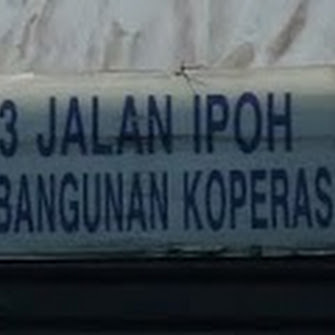 3 JALAN IPOH
BANGUNAN KOPERAS